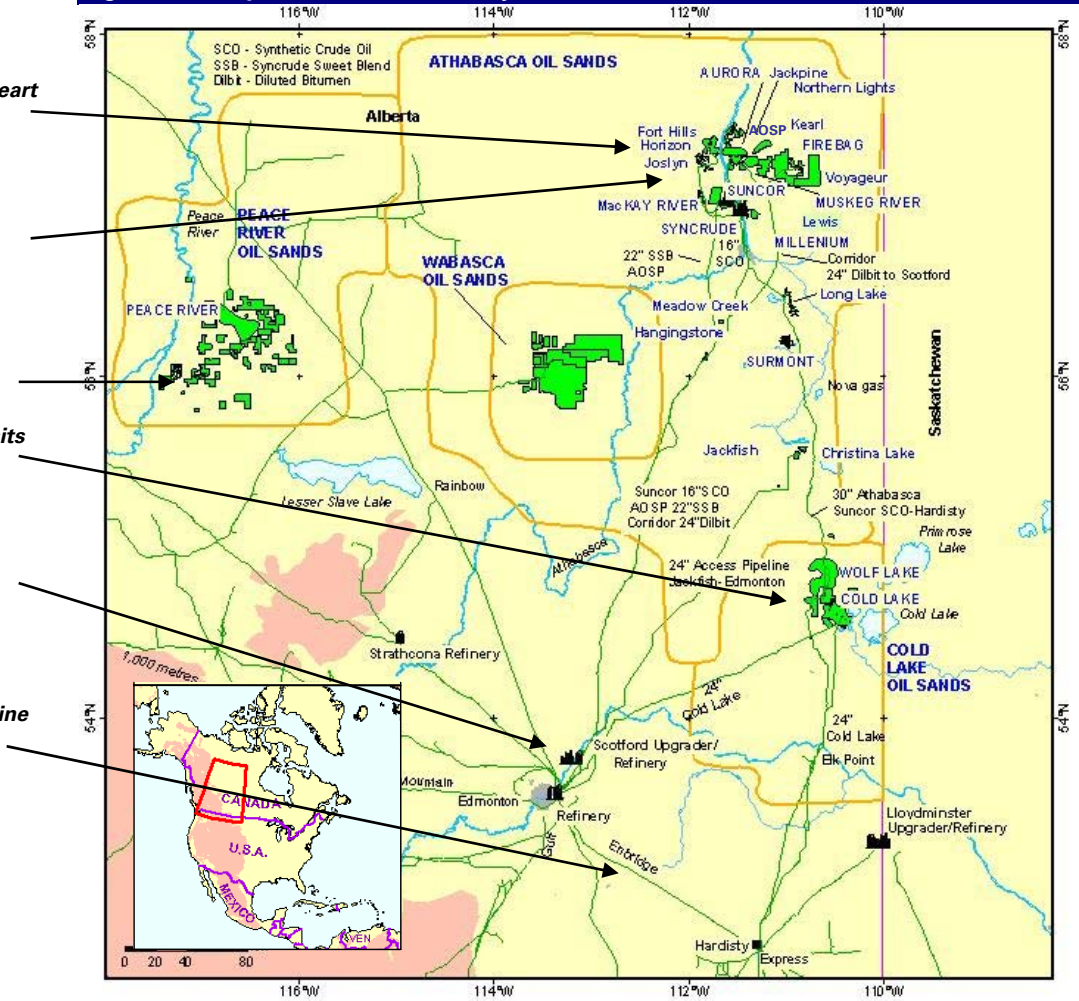 116°W
114°W
112°W
110°W
58°N
58°N
SCO - Synthetic Crude Oil
SSB - Syncrude Sweet Blend
Dilbit - Diluted Bitumen
ATHABASCA OIL SANDS
AURORA
Jackpine
Northern Lights
eart
Alberta
Fort Hills
AOSP
Kearl
Horizon
FIREBAG
Joslyn
Voyageur
SUNCOR
MacKAY RIVER
MUSKEG RIVER
Peace
River
PEACE
RIVER
OIL SANDS
Lewis
SYNCRUDE
MILLENIUM
16"
SCO
22" SSB
AOSP
Corridor
24" Dilbit to Scotford
WABASCA
OIL SANDS
Long Lake
Meadow Creek
PEACE RIVER
Hangingstone
SURMONT
56°N
56°N
Nova gas
Saskatchewan
its
Jackfish
Christina Lake
Rainbow
Lesser Slave Lake
Suncor 16"SCO
AOSP 22"SSB
Corridor 24"Dilbit
30" Athabasca
Suncor SCO-Hardisty
Primrose
Lake
Athabasca
24" Access Pipeline
Jackfish-Edmonton
WOLF LAKE
COLD LAKE
Cold Lake
Strathcona Refinery
COLD
LAKE
OIL SANDS
1,000 metres
24"
Cold Lake
54°N
54°N
ine
24"
Cold Lake
Scotford Upgrader/
Refinery
Elk Point
Mountain
Edmonton
Refinery
Lloydminster
Upgrader/Refinery
CANADA
U.S.A.
MEXICO
VEN
Gulf
Enbridge
Hardisty
Express
0 20 40 80
116°W
114°W
112°W
110°W